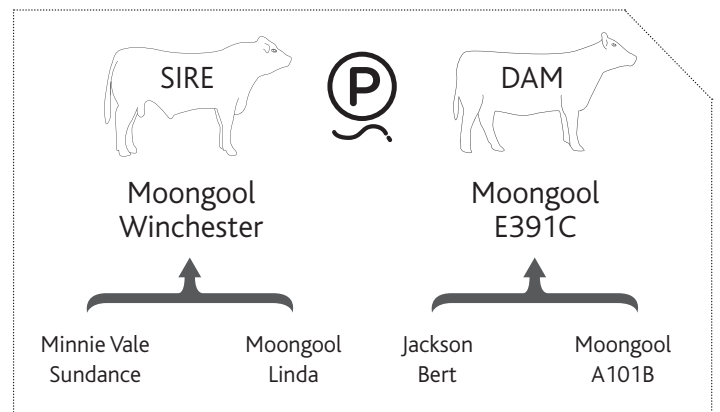 SIRE
P
DAM
Moongool
Winchester
Moongool
E391C
Minnie Vale
Sundance
Moongool
Linda
Jackson
Bert
Moongool
A101B